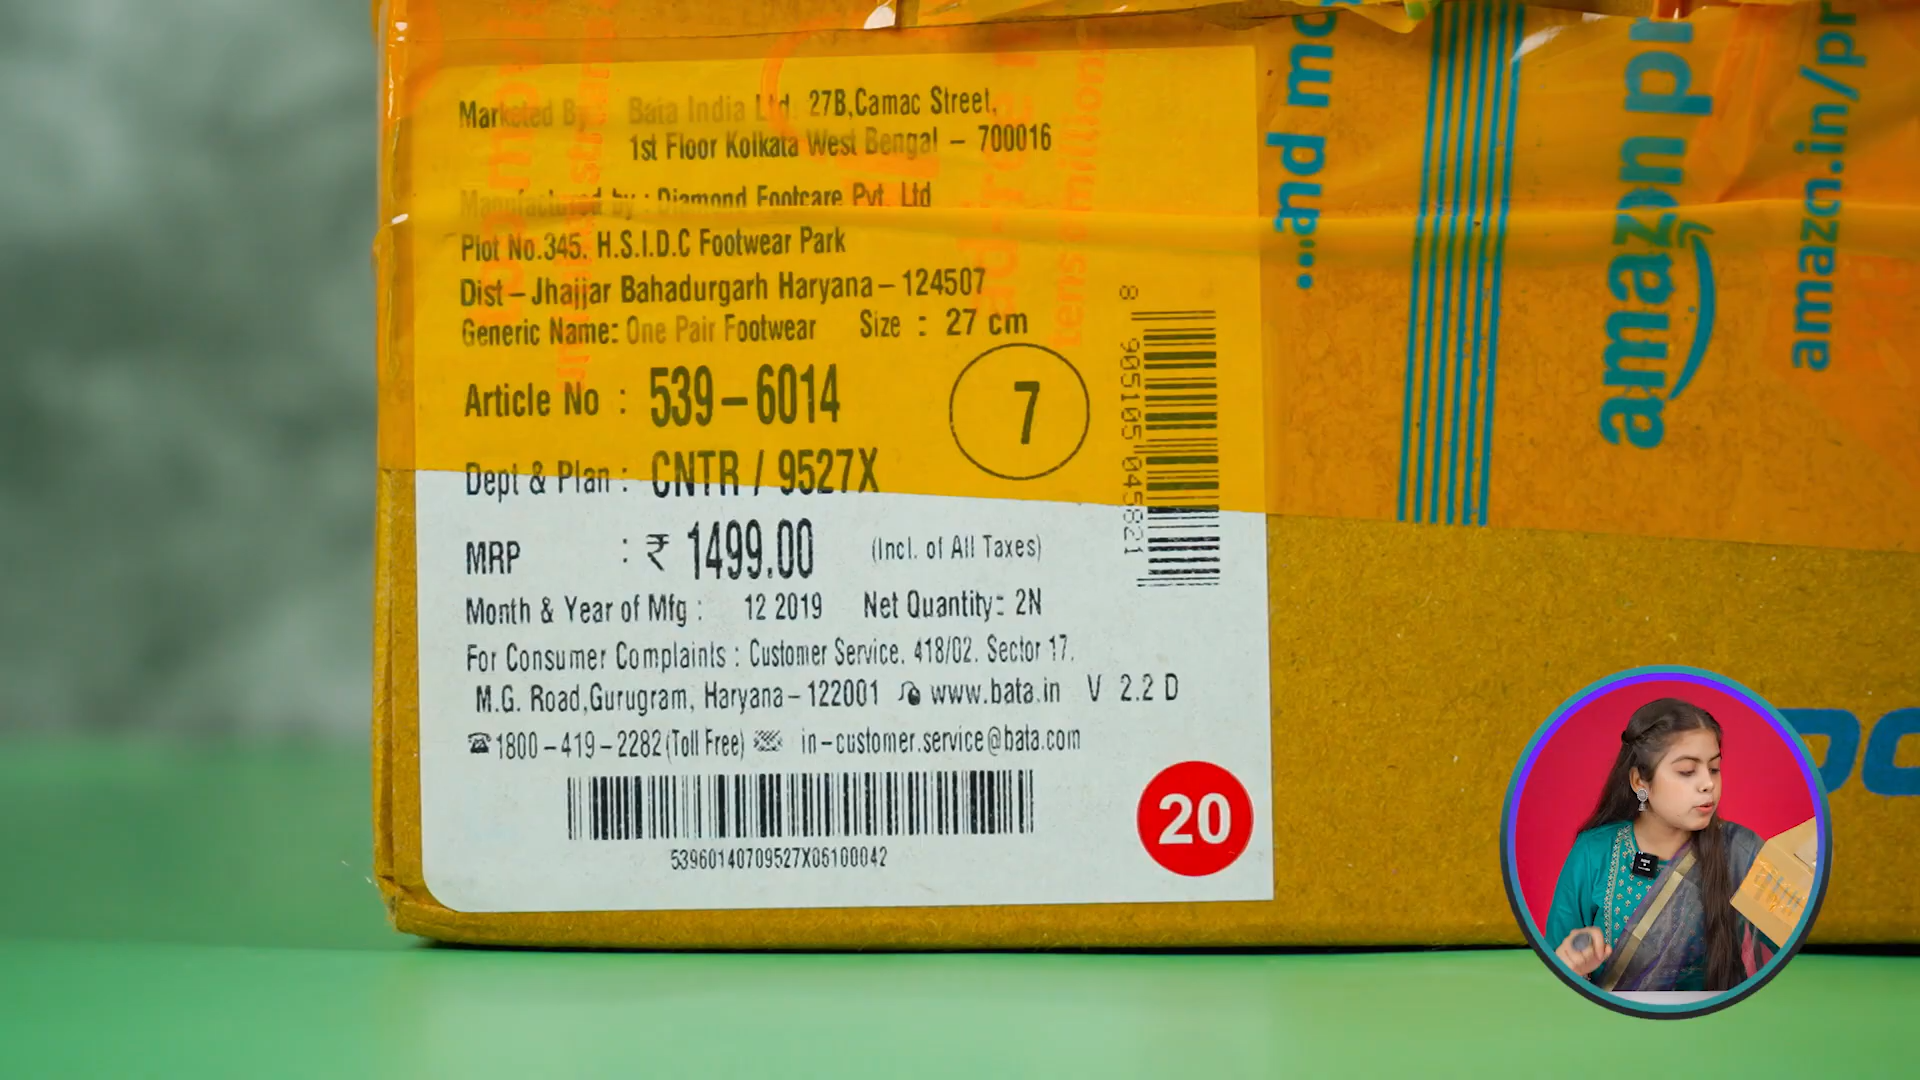 Marketed By : Bata India Ltd. 27B,Camac Street,
1st Floor Kolkata West Bengal – 700016
Manufactured by : Diamond Footcare Pvt. Ltd
Plot No.345. H.S.I.D.C Footwear Park
Dist – Jhajjar Bahadurgarh Haryana – 124507
Generic Name: One Pair Footwear Size : 27 cm
Article No : 539 – 6014
7
Dept & Plan : CNTR / 9527X
MRP : ₹ 1499.00 (Incl. of All Taxes)
Month & Year of Mfg : 12 2019 Net Quantity: 2N
For Consumer Complaints : Customer Service. 418/02. Sector 17.
M.G. Road,Gurugram, Haryana – 122001 www.bata.in V 2.2 D
1800 – 419 – 2282 (Toll Free) in – customer.service@bata.com
53960140709527X06100042
20
8 905105 045821
...and mo
amazon pr
amazon.in/pr